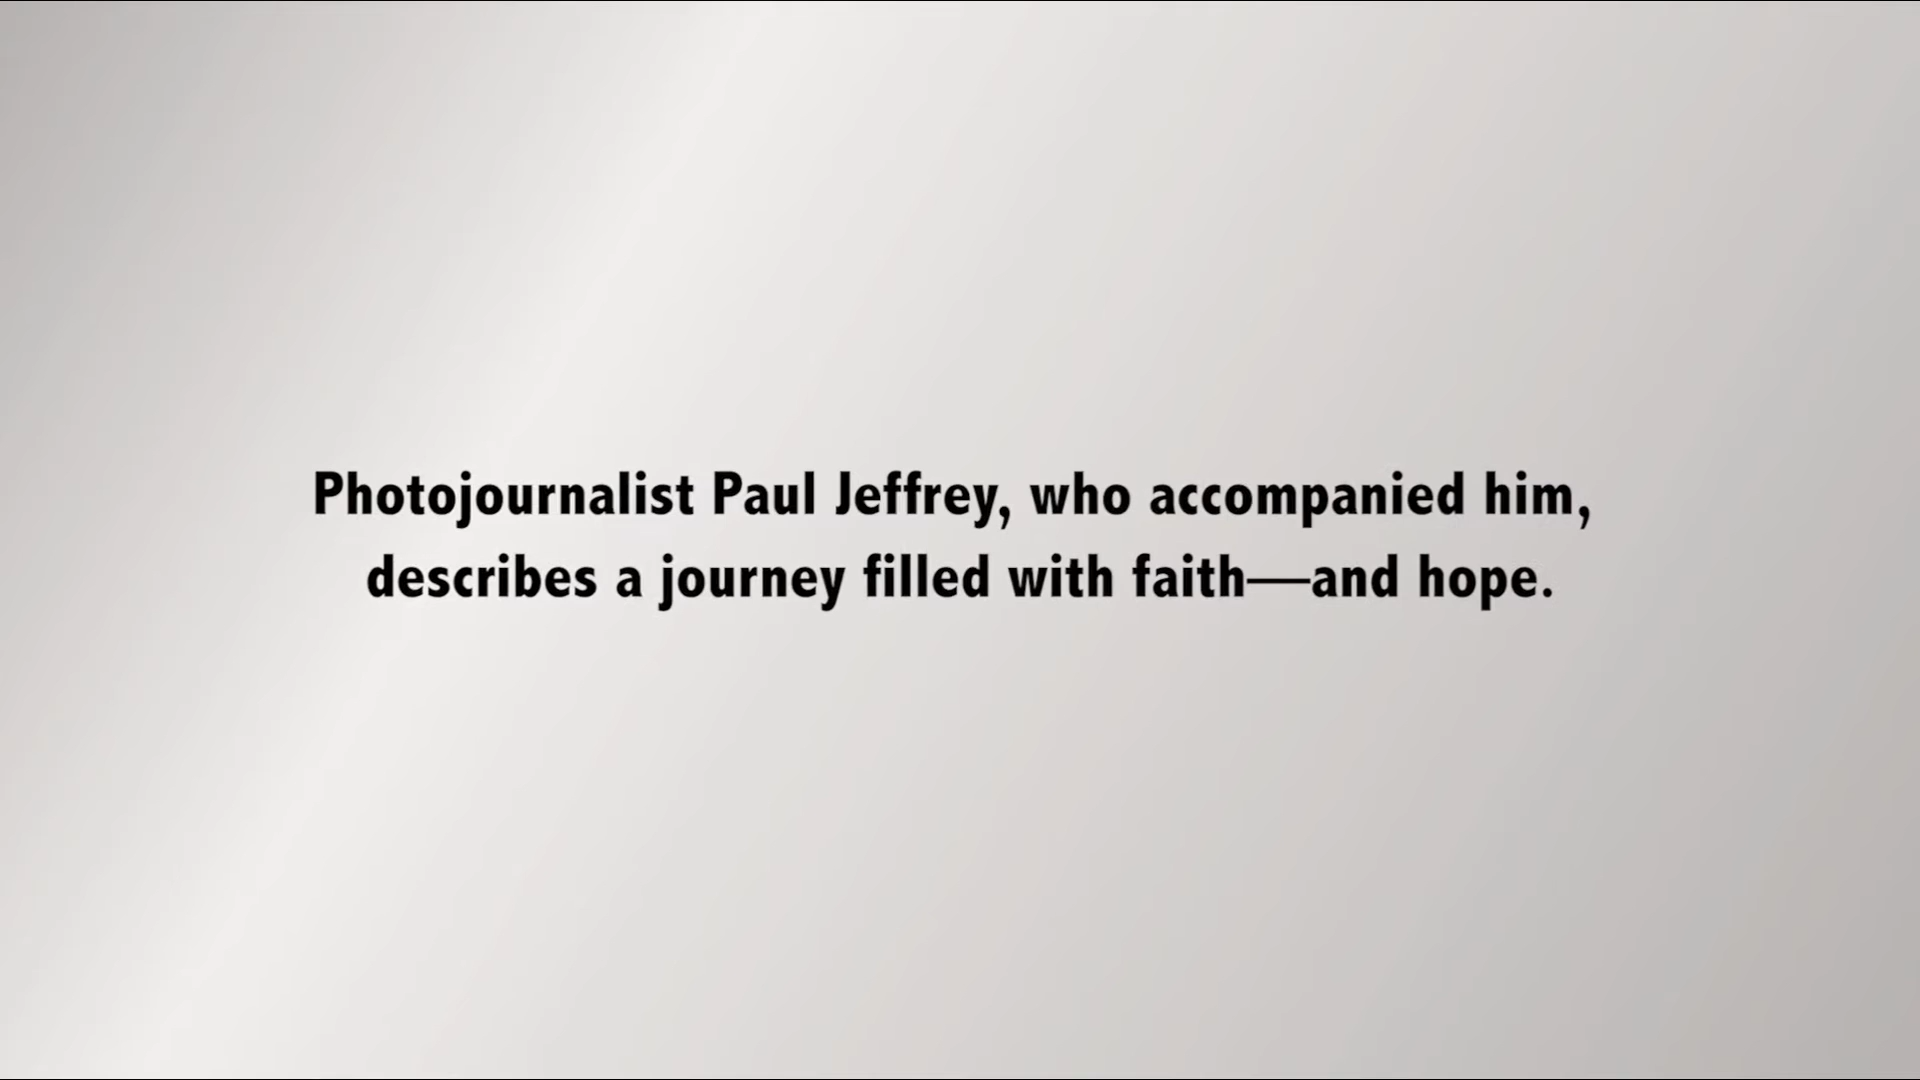 Photojournalist Paul Jeffrey, who accompanied him,
describes a journey filled with faith—and hope.